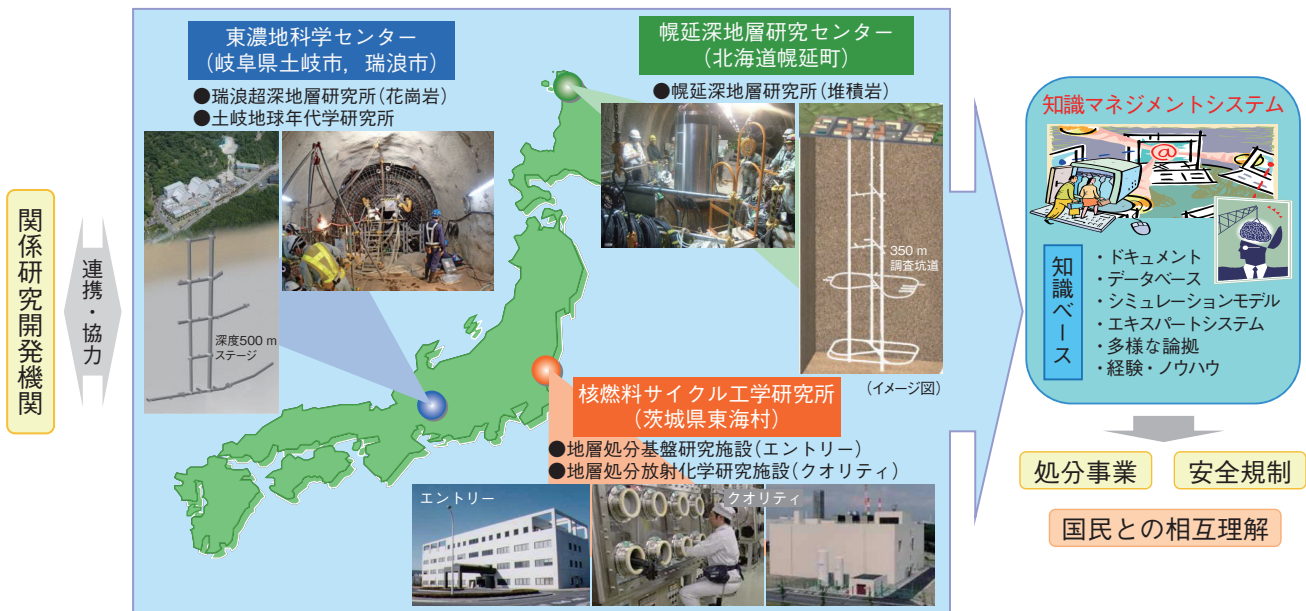 関係研究開発機関
連携・協力
東濃地科学センター
(岐阜県土岐市，瑞浪市)
●瑞浪超深地層研究所(花崗岩)
●土岐地球年代学研究所
深度500 m
ステージ
幌延深地層研究センター
(北海道幌延町)
●幌延深地層研究所(堆積岩)
350 m
調査坑道
(イメージ図)
核燃料サイクル工学研究所
(茨城県東海村)
●地層処分基盤研究施設(エントリー)
●地層処分放射化学研究施設(クオリティ)
エントリー
クオリティ
知識マネジメントシステム
@
知識ベース
・ドキュメント
・データベース
・シミュレーションモデル
・エキスパートシステム
・多様な論拠
・経験・ノウハウ
処分事業
安全規制
国民との相互理解